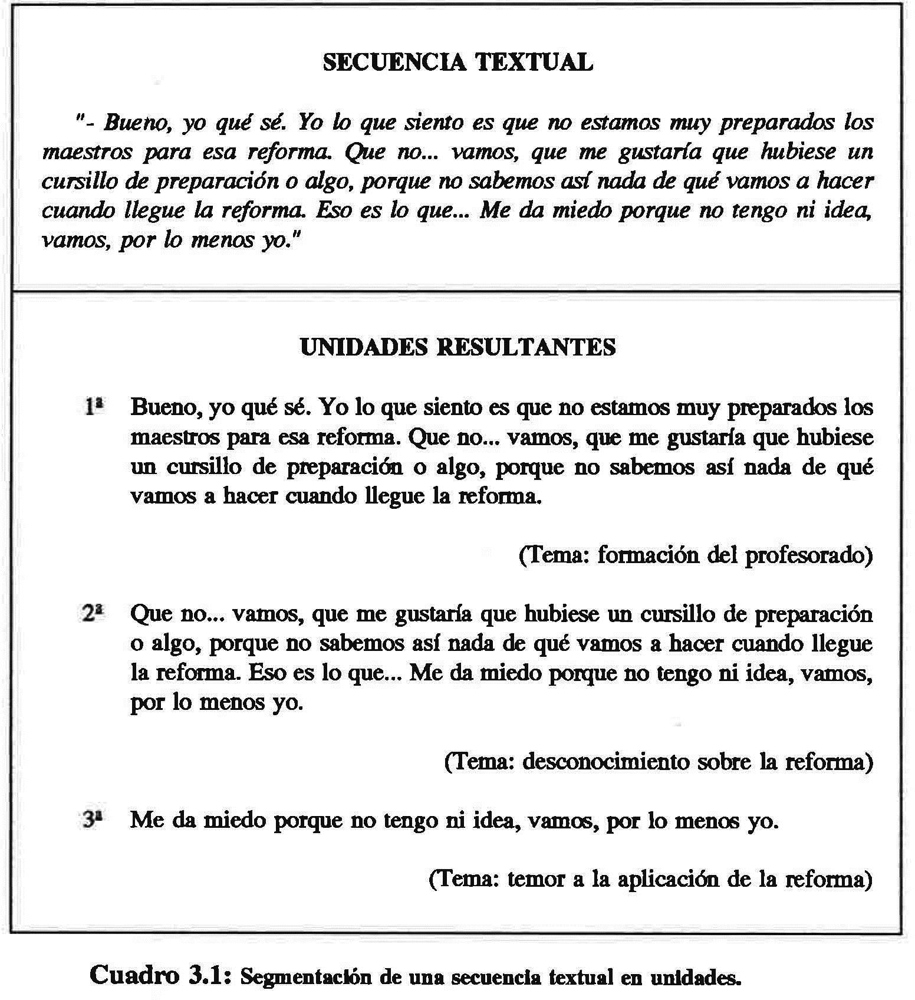 SECUENCIA TEXTUAL
"- Bueno, yo qué sé. Yo lo que siento es que no estamos muy preparados los
maestros para esa reforma. Que no... vamos, que me gustaría que hubiese un
cursillo de preparación o algo, porque no sabemos así nada de qué vamos a hacer
cuando llegue la reforma. Eso es lo que... Me da miedo porque no tengo ni idea,
vamos, por lo menos yo."
UNIDADES RESULTANTES
1ª Bueno, yo qué sé. Yo lo que siento es que no estamos muy preparados los
maestros para esa reforma. Que no... vamos, que me gustaría que hubiese
un cursillo de preparación o algo, porque no sabemos así nada de qué
vamos a hacer cuando llegue la reforma.
(Tema: formación del profesorado)
2ª Que no... vamos, que me gustaría que hubiese un cursillo de preparación
o algo, porque no sabemos así nada de qué vamos a hacer cuando llegue
la reforma. Eso es lo que... Me da miedo porque no tengo ni idea, vamos,
por lo menos yo.
(Tema: desconocimiento sobre la reforma)
3ª Me da miedo porque no tengo ni idea, vamos, por lo menos yo.
(Tema: temor a la aplicación de la reforma)
Cuadro 3.1: Segmentación de una secuencia textual en unidades.